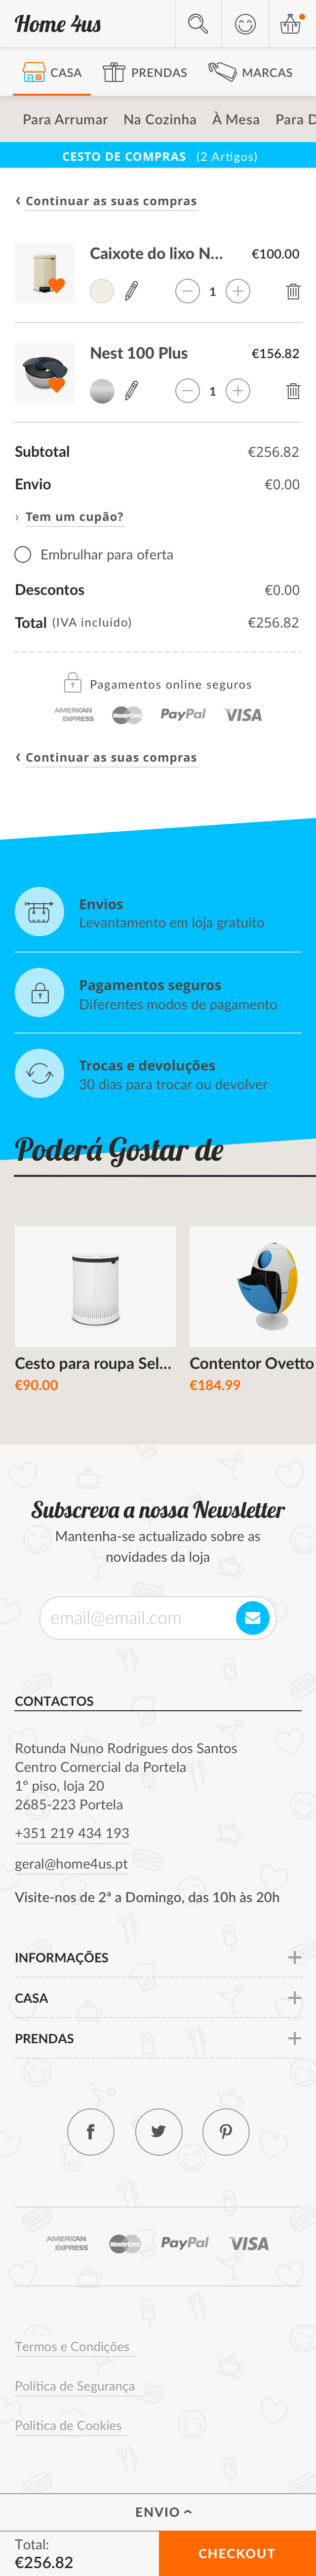 Home 4us
CASA PRENDAS MARCAS
Para Arrumar Na Cozinha À Mesa Para D
CESTO DE COMPRAS (2 Artigos)
‹ Continuar as suas compras
Caixote do lixo N... €100.00
1
Nest 100 Plus €156.82
1
Subtotal €256.82
Envio €0.00
› Tem um cupão?
Embrulhar para oferta
Descontos €0.00
Total (IVA incluído) €256.82
Pagamentos online seguros
AMERICAN EXPRESS MasterCard PayPal VISA
‹ Continuar as suas compras
Envios
Levantamento em loja gratuito
Pagamentos seguros
Diferentes modos de pagamento
Trocas e devoluções
30 dias para trocar ou devolver
Poderá Gostar de
Cesto para roupa Sel... Contentor Ovetto
€90.00 €184.99
Subscreva a nossa Newsletter
Mantenha-se actualizado sobre as
novidades da loja
email@email.com
CONTACTOS
Rotunda Nuno Rodrigues dos Santos
Centro Comercial da Portela
1º piso, loja 20
2685-223 Portela
+351 219 434 193
geral@home4us.pt
Visite-nos de 2ª a Domingo, das 10h às 20h
INFORMAÇÕES
CASA
PRENDAS
AMERICAN EXPRESS MasterCard PayPal VISA
Termos e Condições
Política de Segurança
Política de Cookies
ENVIO
Total:
€256.82 CHECKOUT